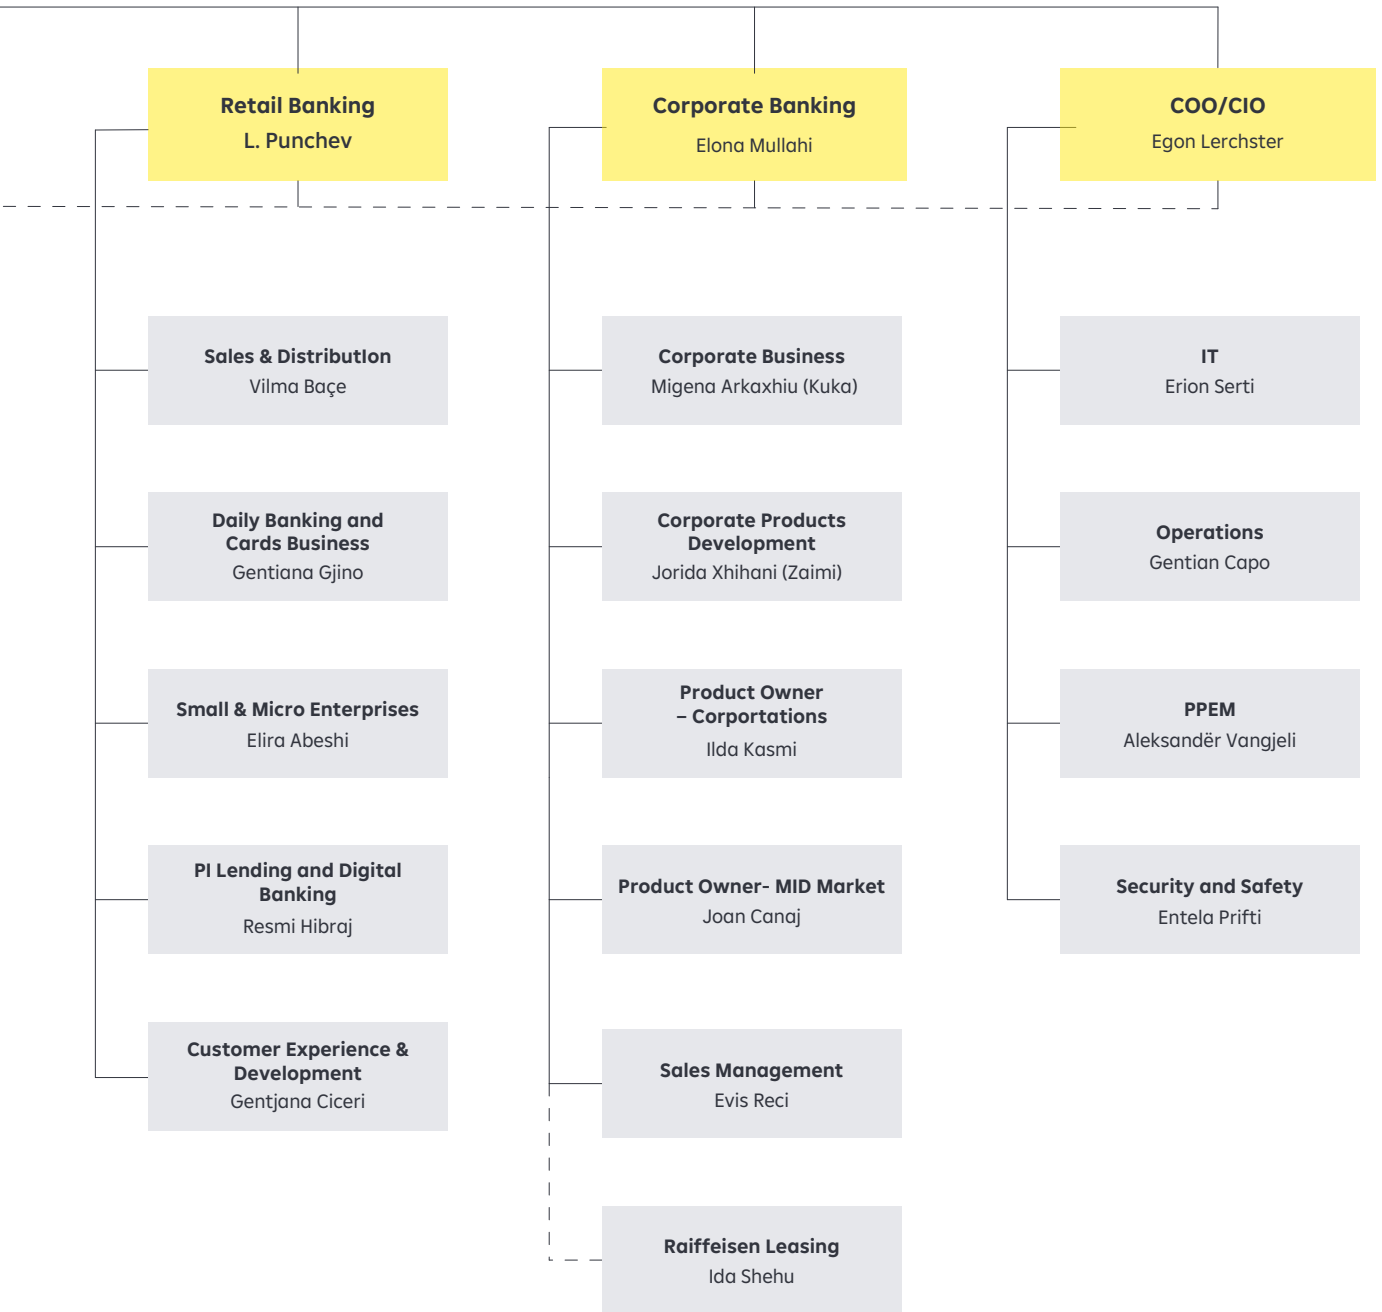 Retail Banking
L. Punchev
Sales & DistributIon
Vilma Baçe
Daily Banking and
Cards Business
Gentiana Gjino
Small & Micro Enterprises
Elira Abeshi
PI Lending and Digital
Banking
Resmi Hibraj
Customer Experience &
Development
Gentjana Ciceri
Corporate Banking
Elona Mullahi
Corporate Business
Migena Arkaxhiu (Kuka)
Corporate Products
Development
Jorida Xhihani (Zaimi)
Product Owner
– Corportations
Ilda Kasmi
Product Owner- MID Market
Joan Canaj
Sales Management
Evis Reci
Raiffeisen Leasing
Ida Shehu
COO/CIO
Egon Lerchster
IT
Erion Serti
Operations
Gentian Capo
PPEM
Aleksandër Vangjeli
Security and Safety
Entela Prifti